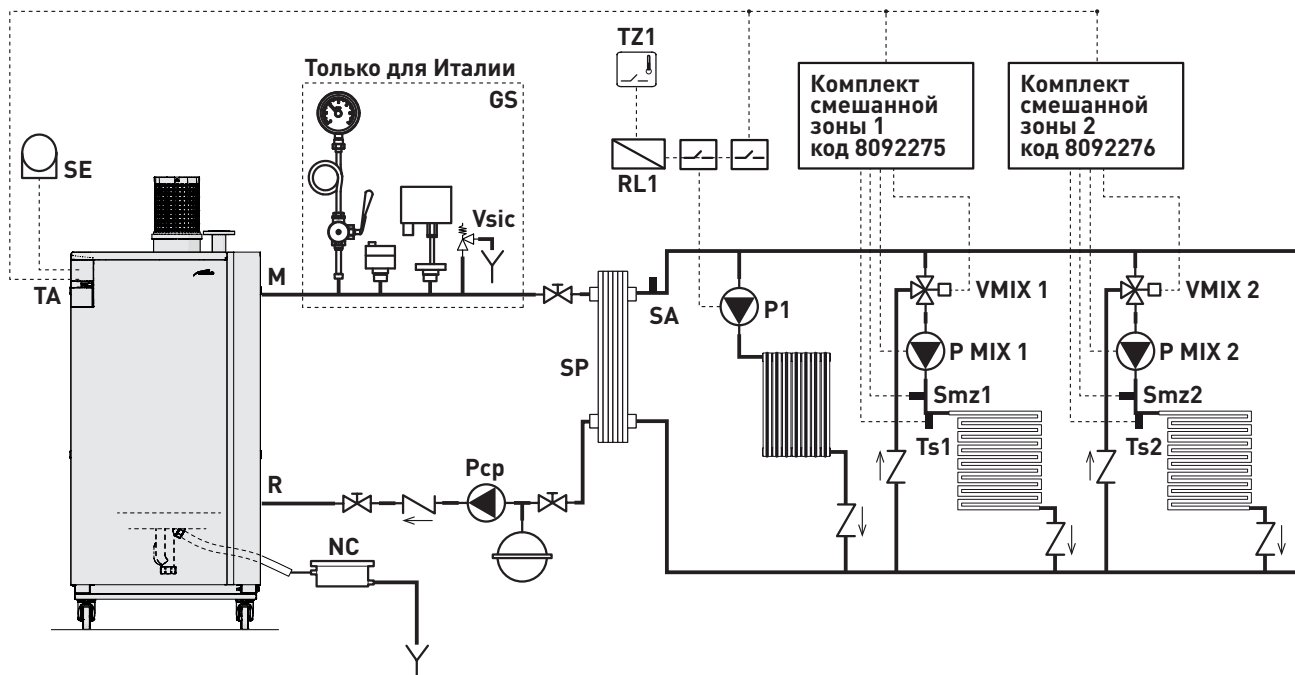 TZ1
Только для Италии
GS
Комплект
смешанной
зоны 1
код 8092275
Комплект
смешанной
зоны 2
код 8092276
SE
RL1
Vsic
M
TA
SA
P1
VMIX 1
VMIX 2
SP
P MIX 1
P MIX 2
Smz1
Smz2
Ts1
Ts2
Pcp
R
NC